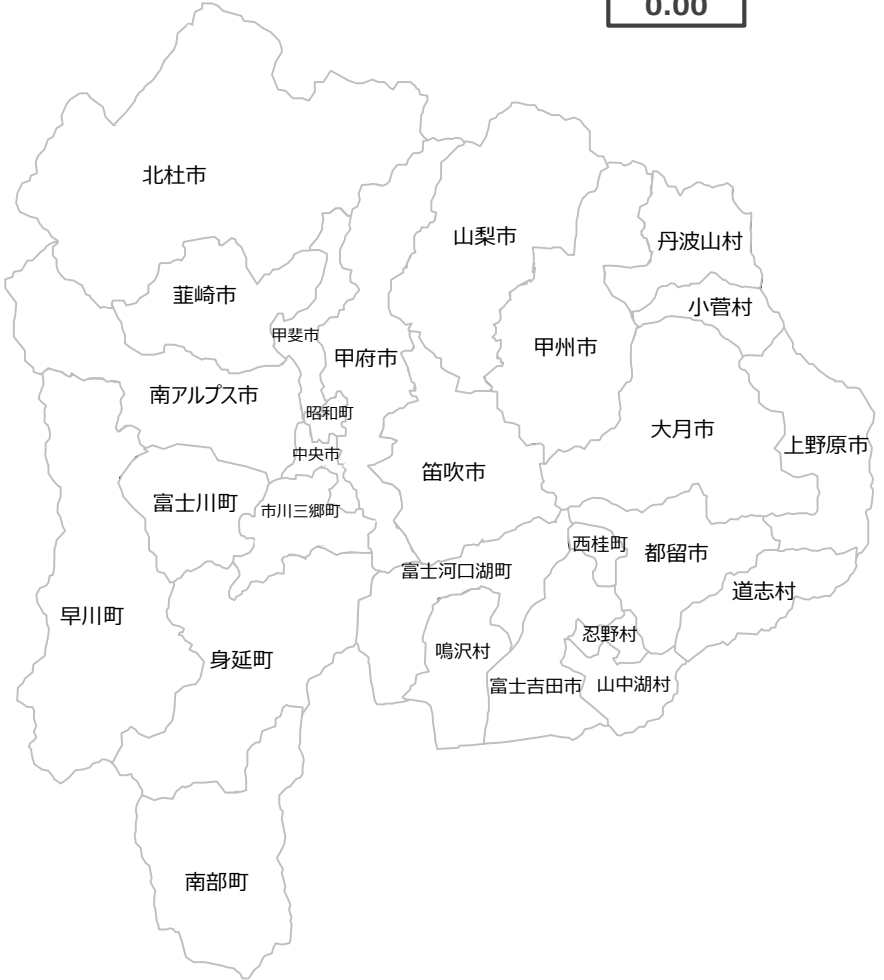 0.00
北杜市
山梨市
丹波山村
韮崎市
小菅村
甲斐市
甲府市
甲州市
南アルプス市
昭和町
大月市
上野原市
中央市
笛吹市
富士川町
市川三郷町
西桂町
都留市
富士河口湖町
道志村
早川町
忍野村
鳴沢村
身延町
富士吉田市
山中湖村
南部町